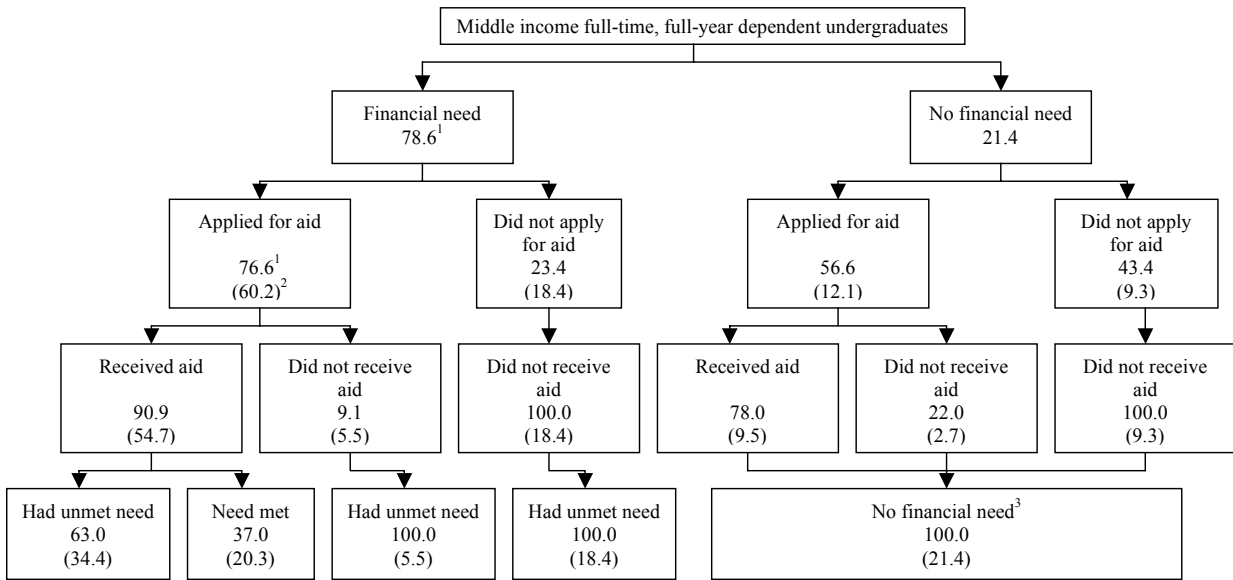 Middle income full-time, full-year dependent undergraduates
Financial need
78.6¹
No financial need
21.4
Applied for aid
76.6¹
(60.2)²
Did not apply
for aid
23.4
(18.4)
Applied for aid
56.6
(12.1)
Did not apply
for aid
43.4
(9.3)
Received aid
90.9
(54.7)
Did not receive
aid
9.1
(5.5)
Did not receive
aid
100.0
(18.4)
Received aid
78.0
(9.5)
Did not receive
aid
22.0
(2.7)
Did not receive
aid
100.0
(9.3)
Had unmet need
63.0
(34.4)
Need met
37.0
(20.3)
Had unmet need
100.0
(5.5)
Had unmet need
100.0
(18.4)
No financial need³
100.0
(21.4)